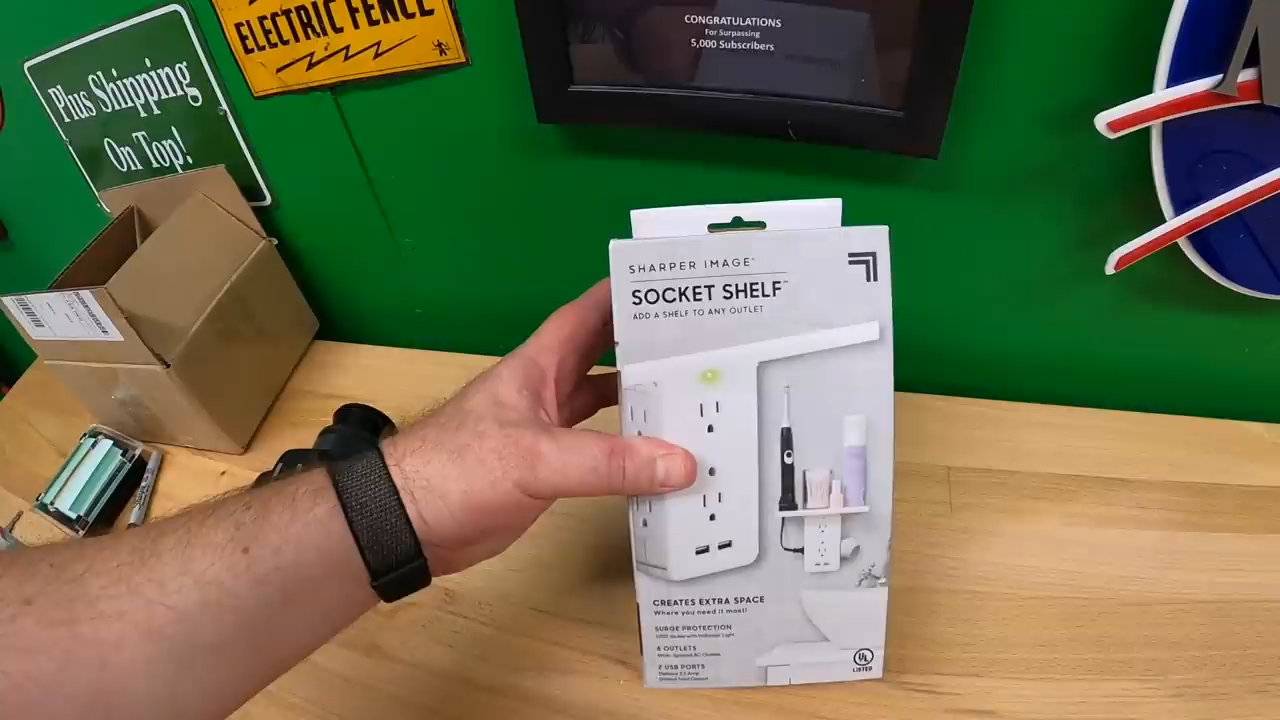 Plus Shipping
On Top!
ELECTRIC FENCE
CONGRATULATIONS
For Surpassing
5,000 Subscribers
SHARPER IMAGE
SOCKET SHELF™
ADD A SHELF TO ANY OUTLET
CREATES EXTRA SPACE
Where you need it most!
SURGE PROTECTION
6 OUTLETS
2 USB PORTS
UL
LISTED